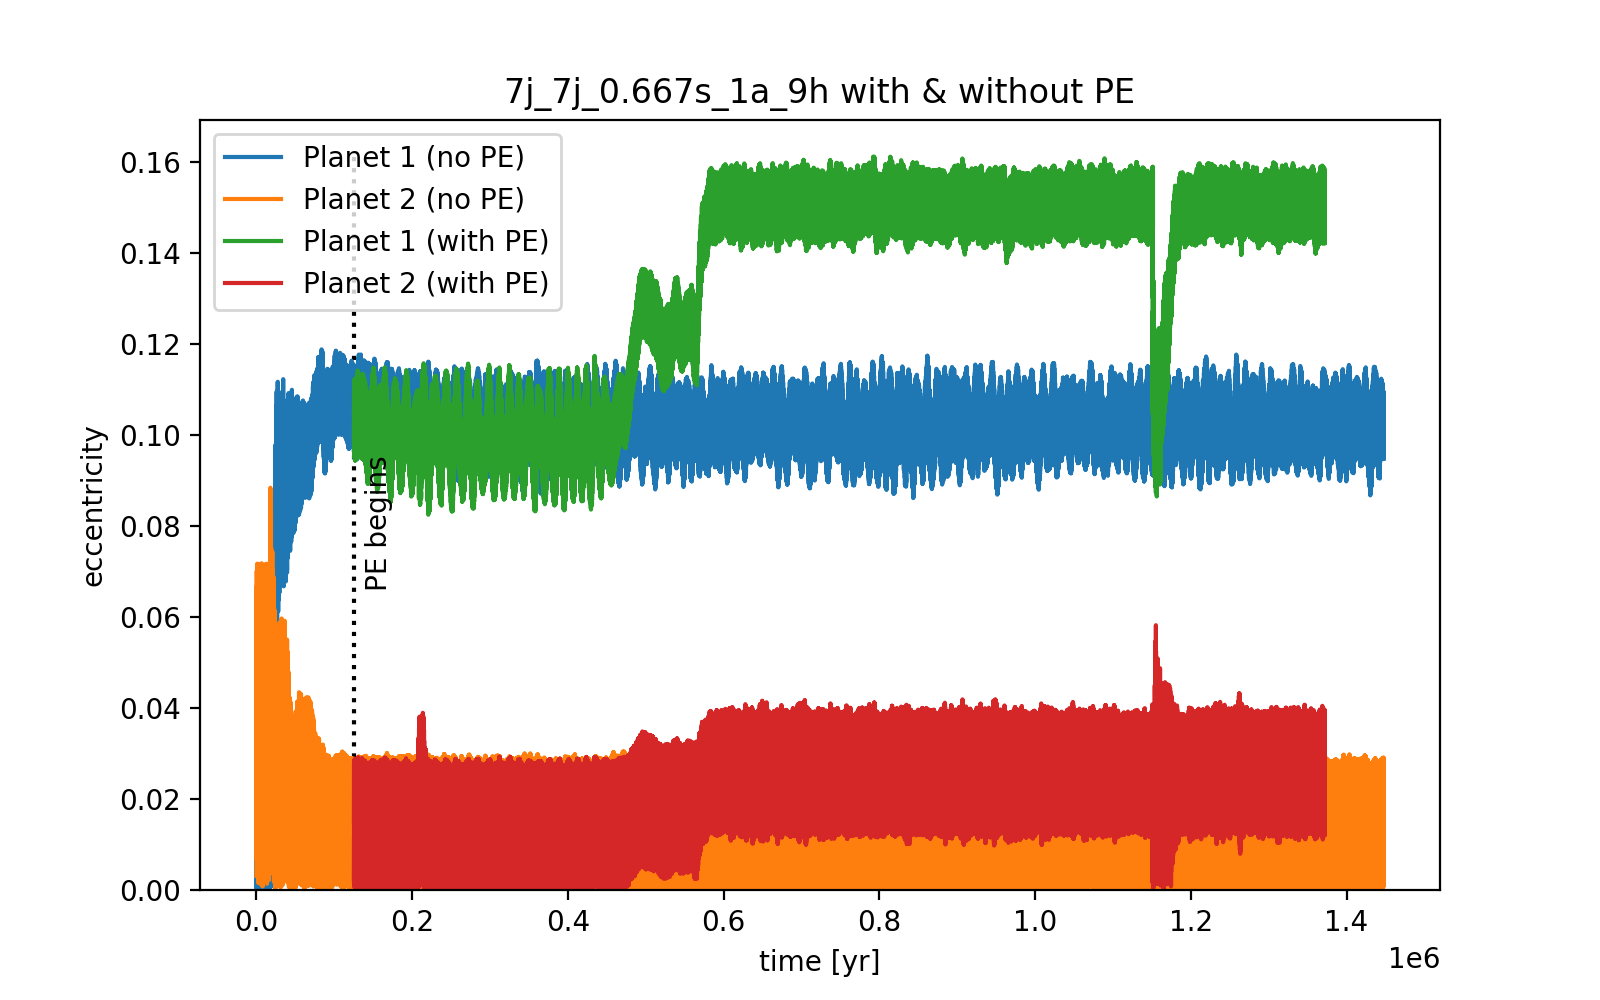 7j_7j_0.667s_1a_9h with & without PE
Planet 1 (no PE)
Planet 2 (no PE)
Planet 1 (with PE)
Planet 2 (with PE)
eccentricity
0.16
0.14
0.12
0.10
0.08
0.06
0.04
0.02
0.00
PE begins
0.0 0.2 0.4 0.6 0.8 1.0 1.2 1.4
1e6
time [yr]